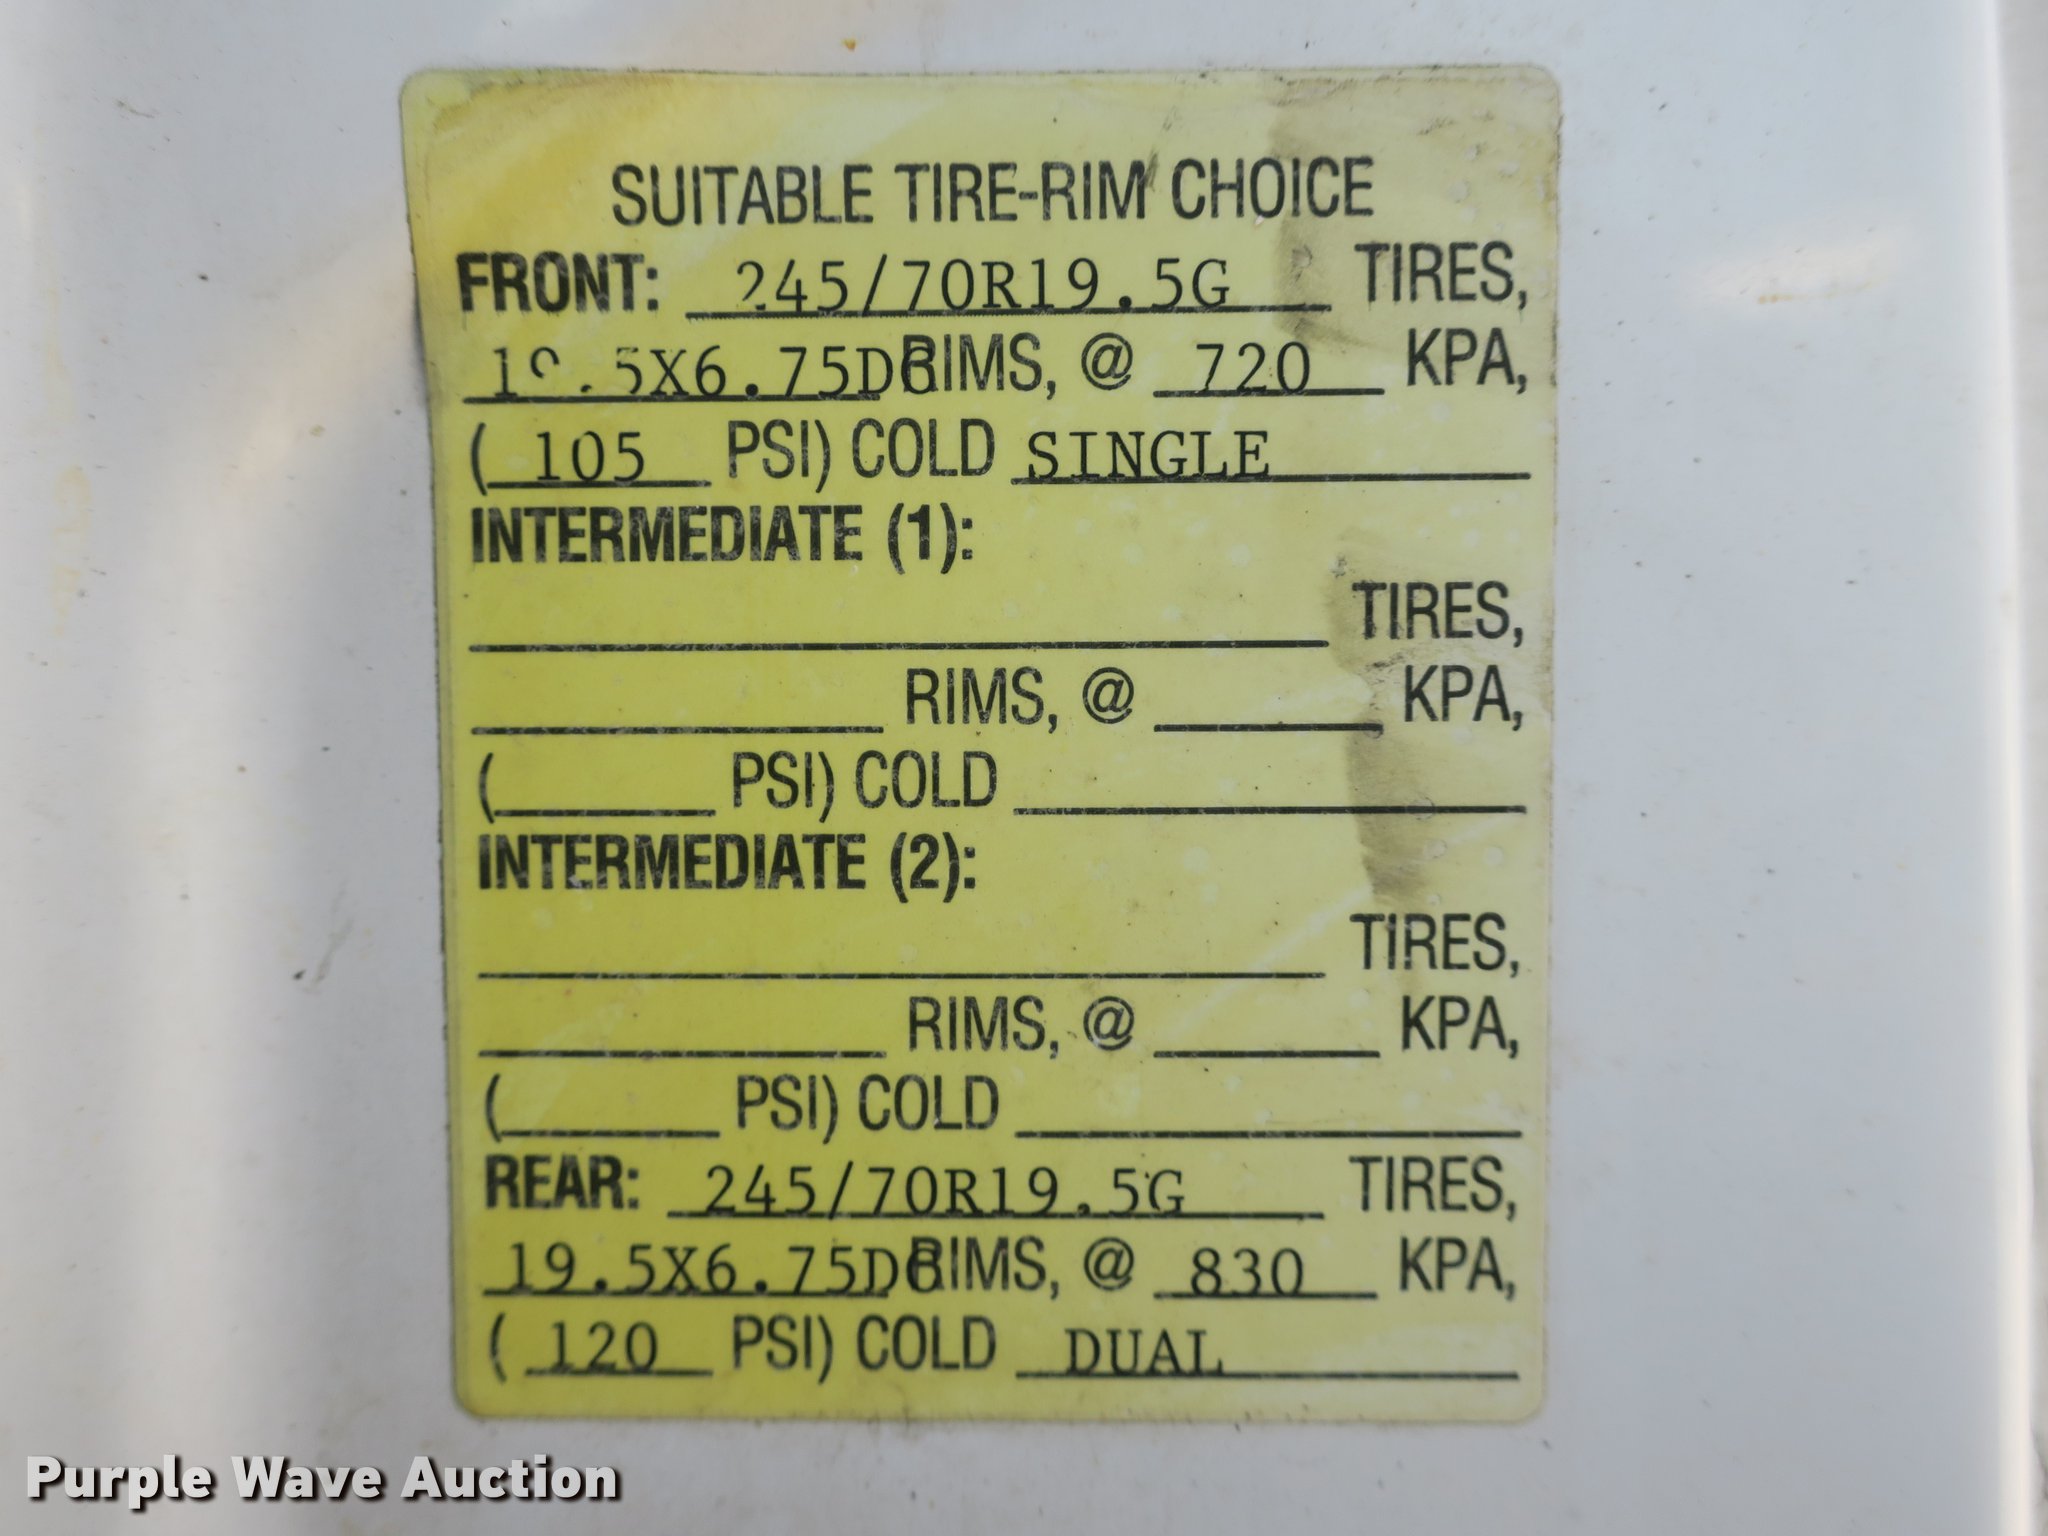 SUITABLE TIRE-RIM CHOICE
FRONT: 245/70R19.5G TIRES,
19.5X6.75DC RIMS, @ 720 KPA,
( 105 PSI) COLD SINGLE
INTERMEDIATE (1):
TIRES,
RIMS, @ KPA,
( PSI) COLD
INTERMEDIATE (2):
TIRES,
RIMS, @ KPA,
( PSI) COLD
REAR: 245/70R19.5G TIRES,
19.5X6.75DC RIMS, @ 830 KPA,
( 120 PSI) COLD DUAL
Purple Wave Auction